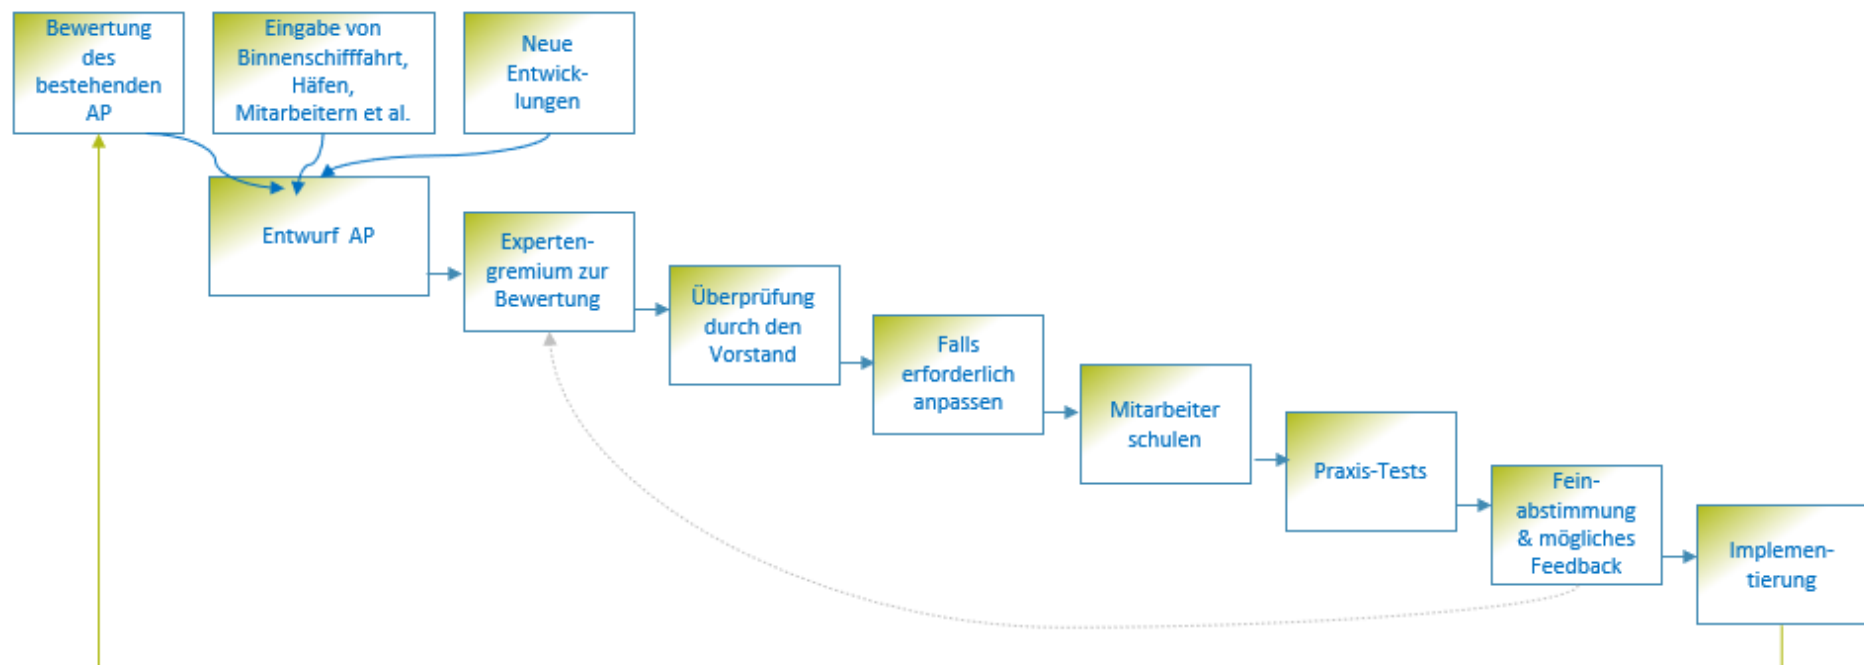 Bewertung
des
bestehenden
AP
Eingabe von
Binnenschifffahrt,
Häfen,
Mitarbeitern et al.
Neue
Entwick-
lungen
Entwurf AP
Experten-
gremium zur
Bewertung
Überprüfung
durch den
Vorstand
Falls
erforderlich
anpassen
Mitarbeiter
schulen
Praxis-Tests
Fein-
abstimmung
& mögliches
Feedback
Implemen-
tierung